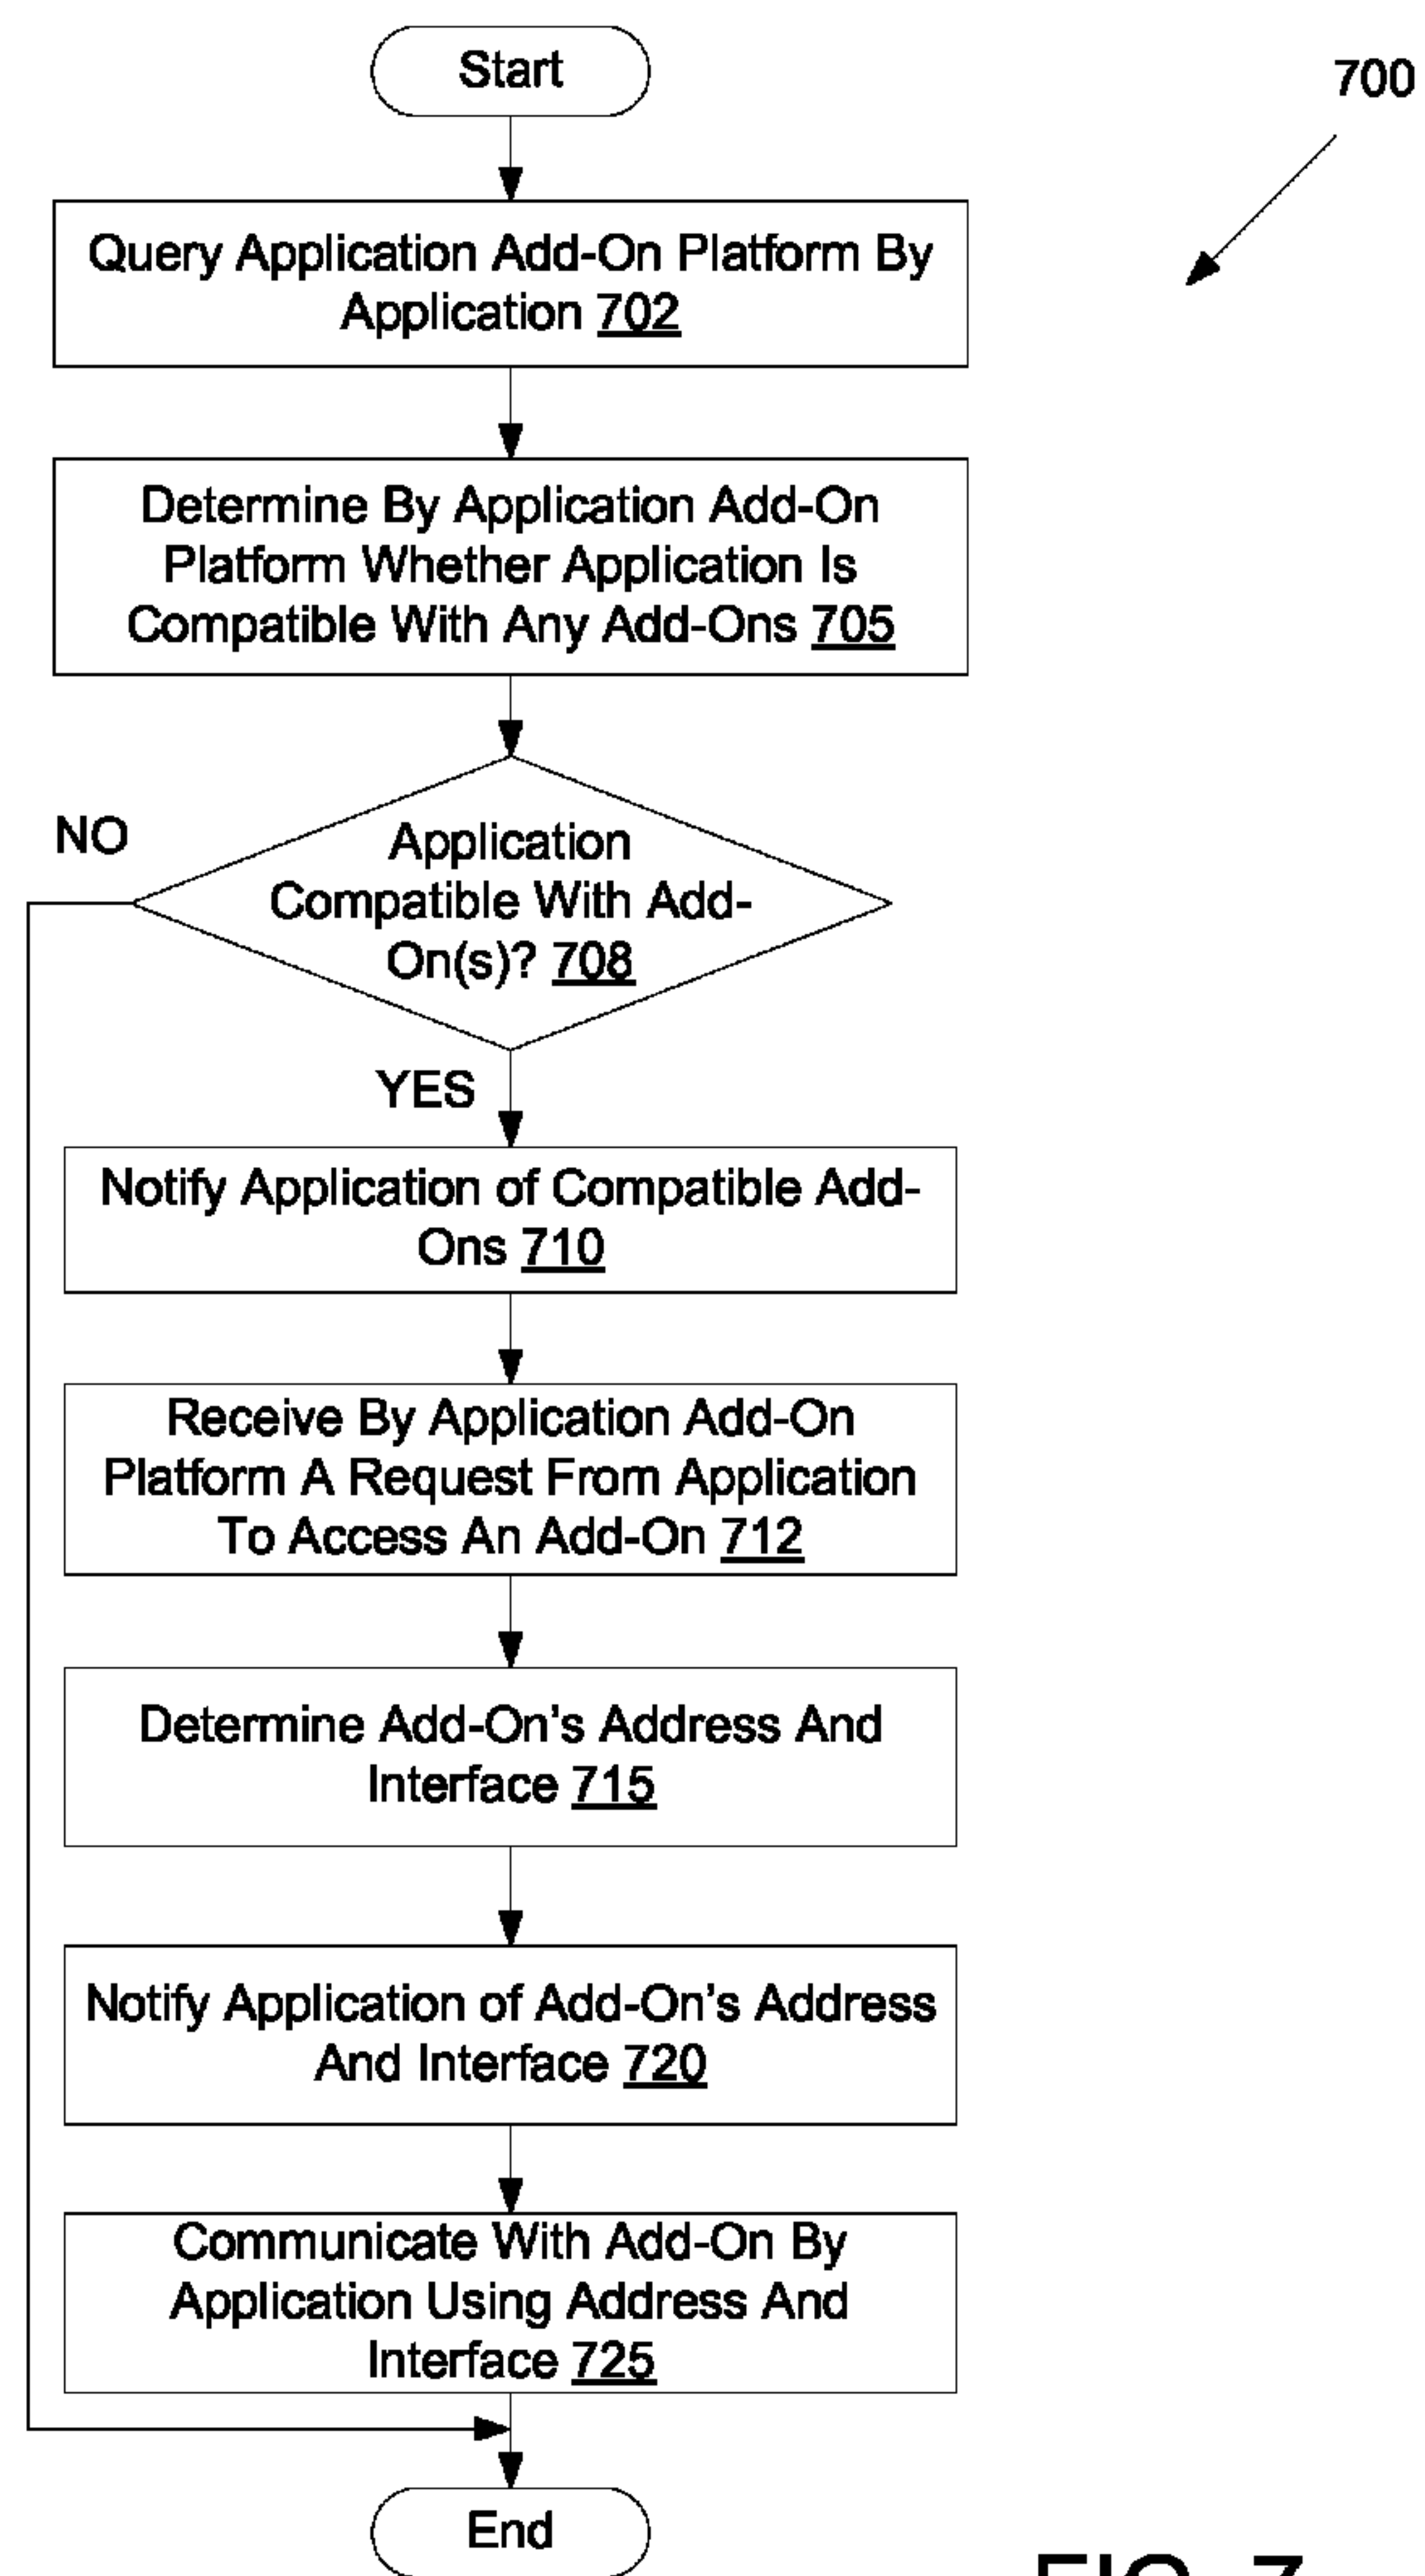 Start
700
Query Application Add-On Platform By
Application 702
Determine By Application Add-On
Platform Whether Application Is
Compatible With Any Add-Ons 705
NO
Application
Compatible With Add-
On(s)? 708
YES
Notify Application of Compatible Add-
Ons 710
Receive By Application Add-On
Platform A Request From Application
To Access An Add-On 712
Determine Add-On's Address And
Interface 715
Notify Application of Add-On's Address
And Interface 720
Communicate With Add-On By
Application Using Address And
Interface 725
End
FIG. 7